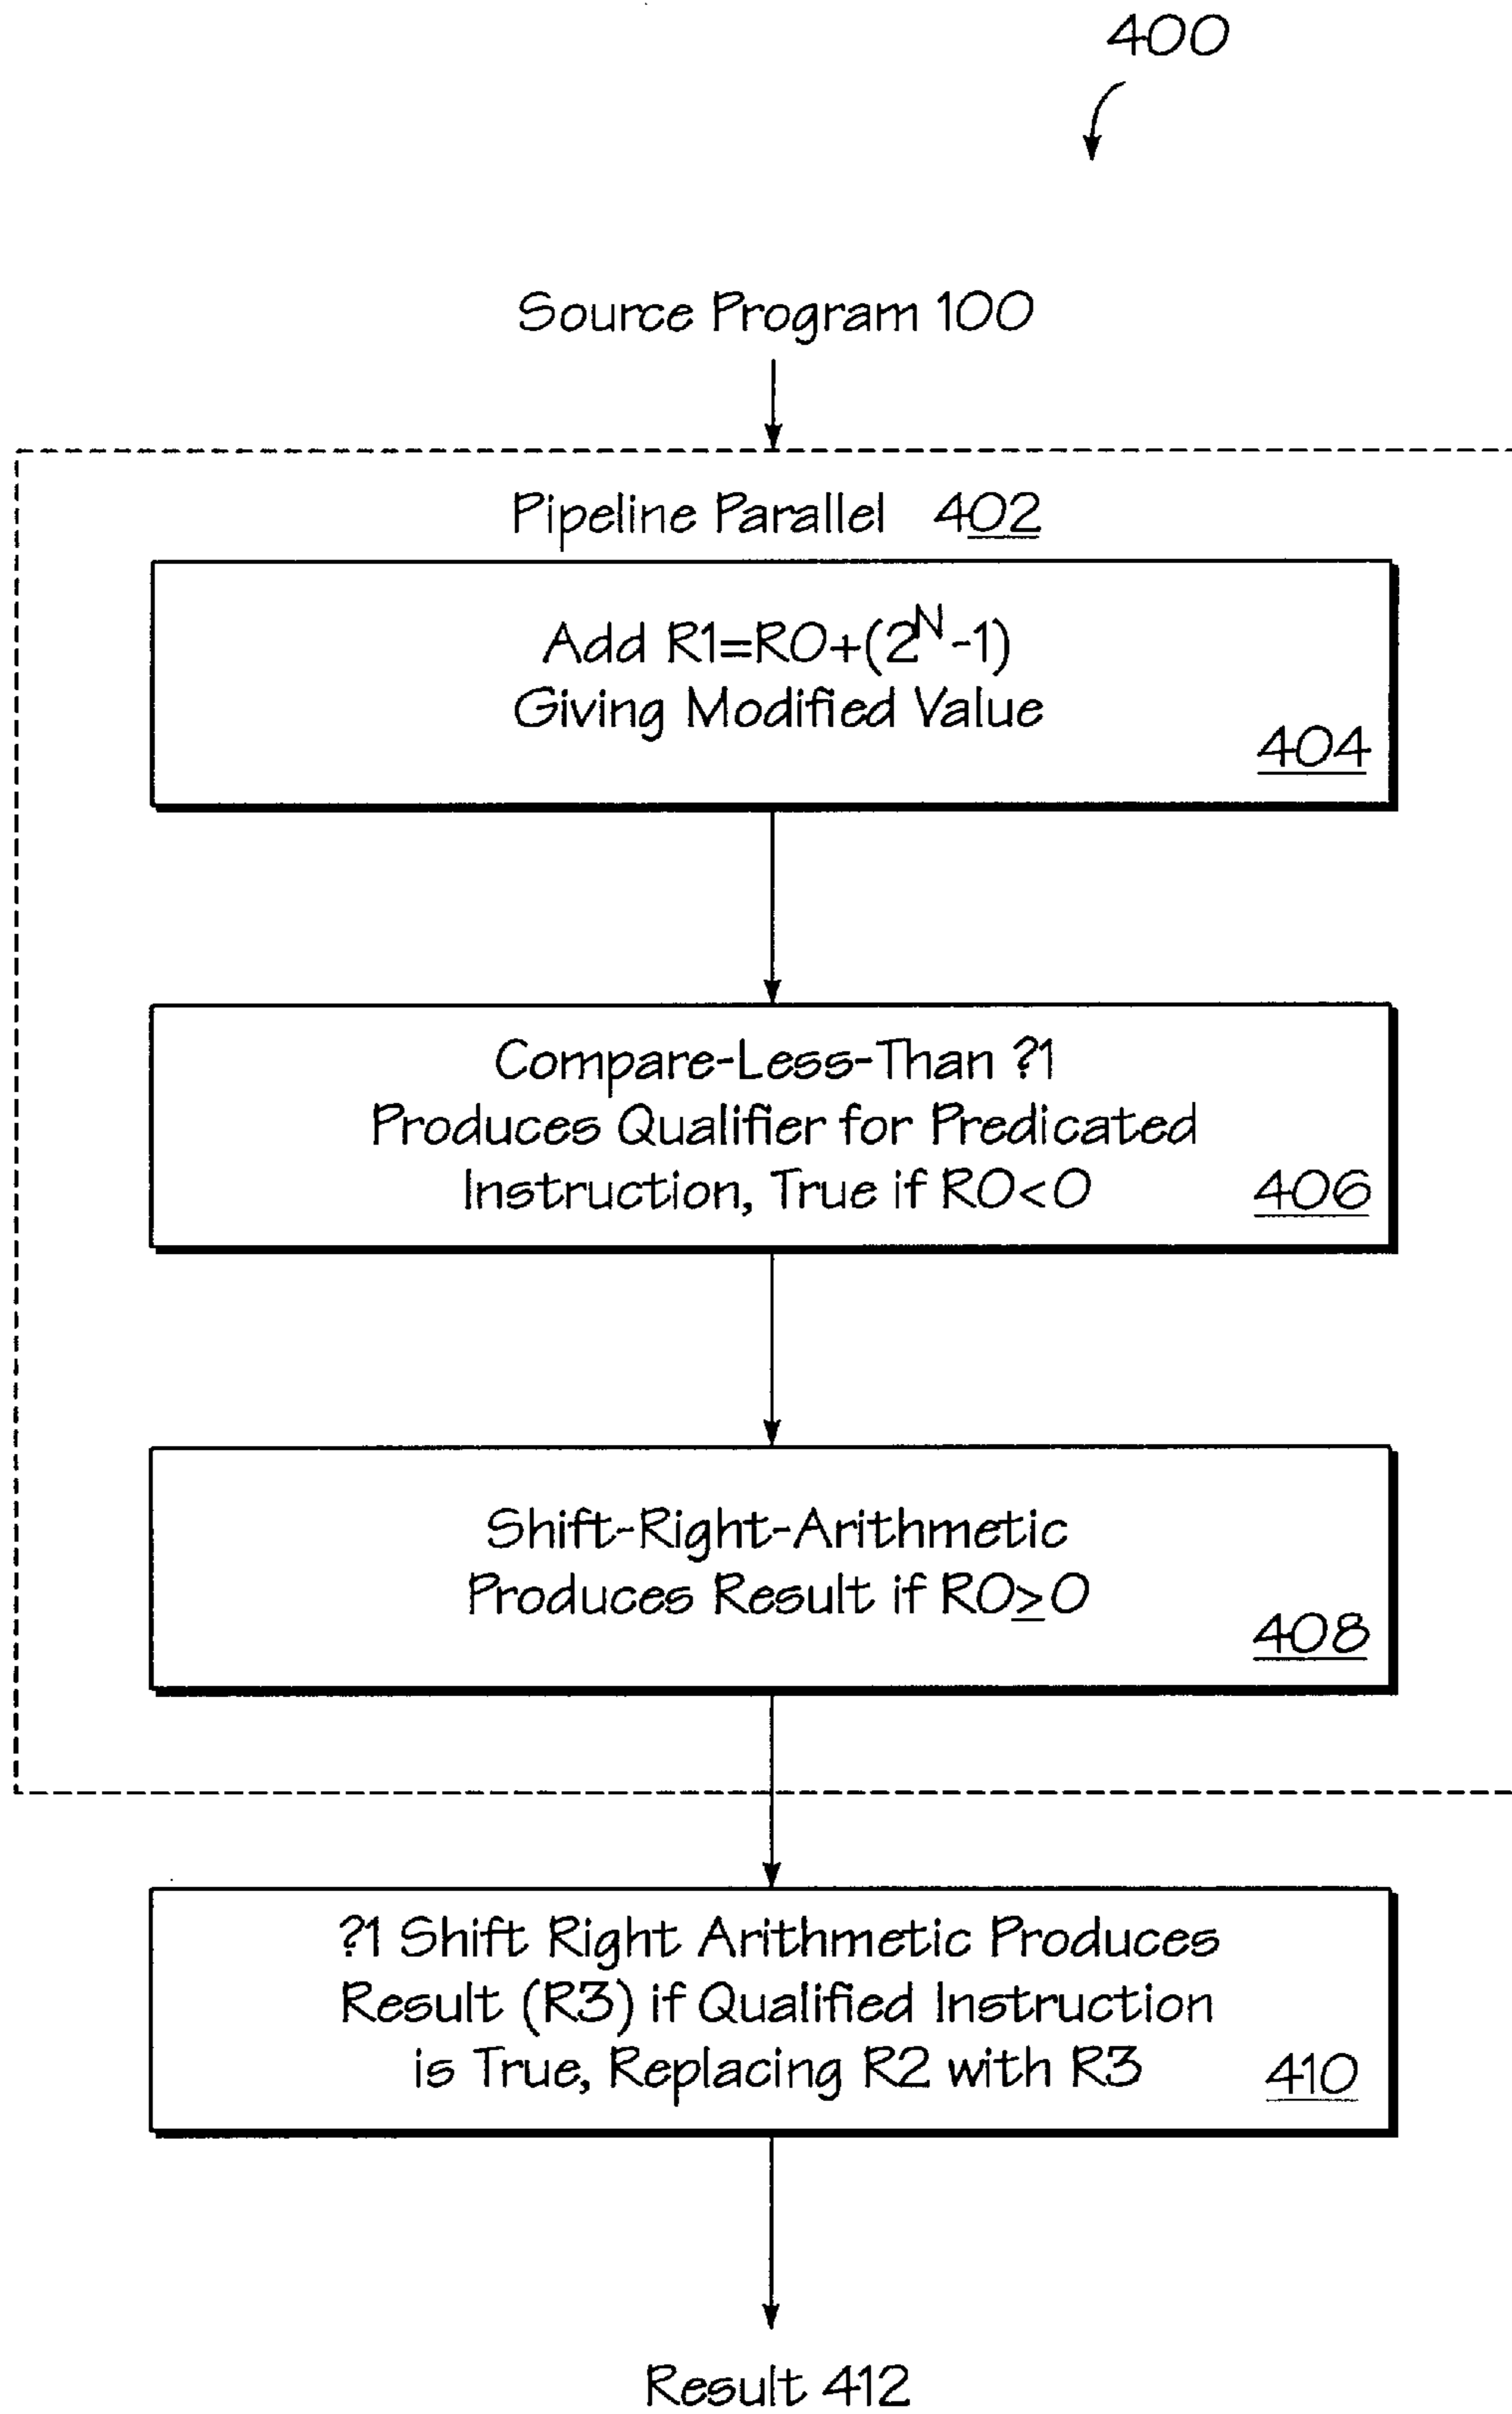 400
Source Program 100
Pipeline Parallel 402
Add R1=R0+(2^N-1)
Giving Modified Value
404
Compare-Less-Than ?1
Produces Qualifier for Predicated
Instruction, True if R0<0
406
Shift-Right-Arithmetic
Produces Result if R0≥0
408
?1 Shift Right Arithmetic Produces
Result (R3) if Qualified Instruction
is True, Replacing R2 with R3
410
Result 412